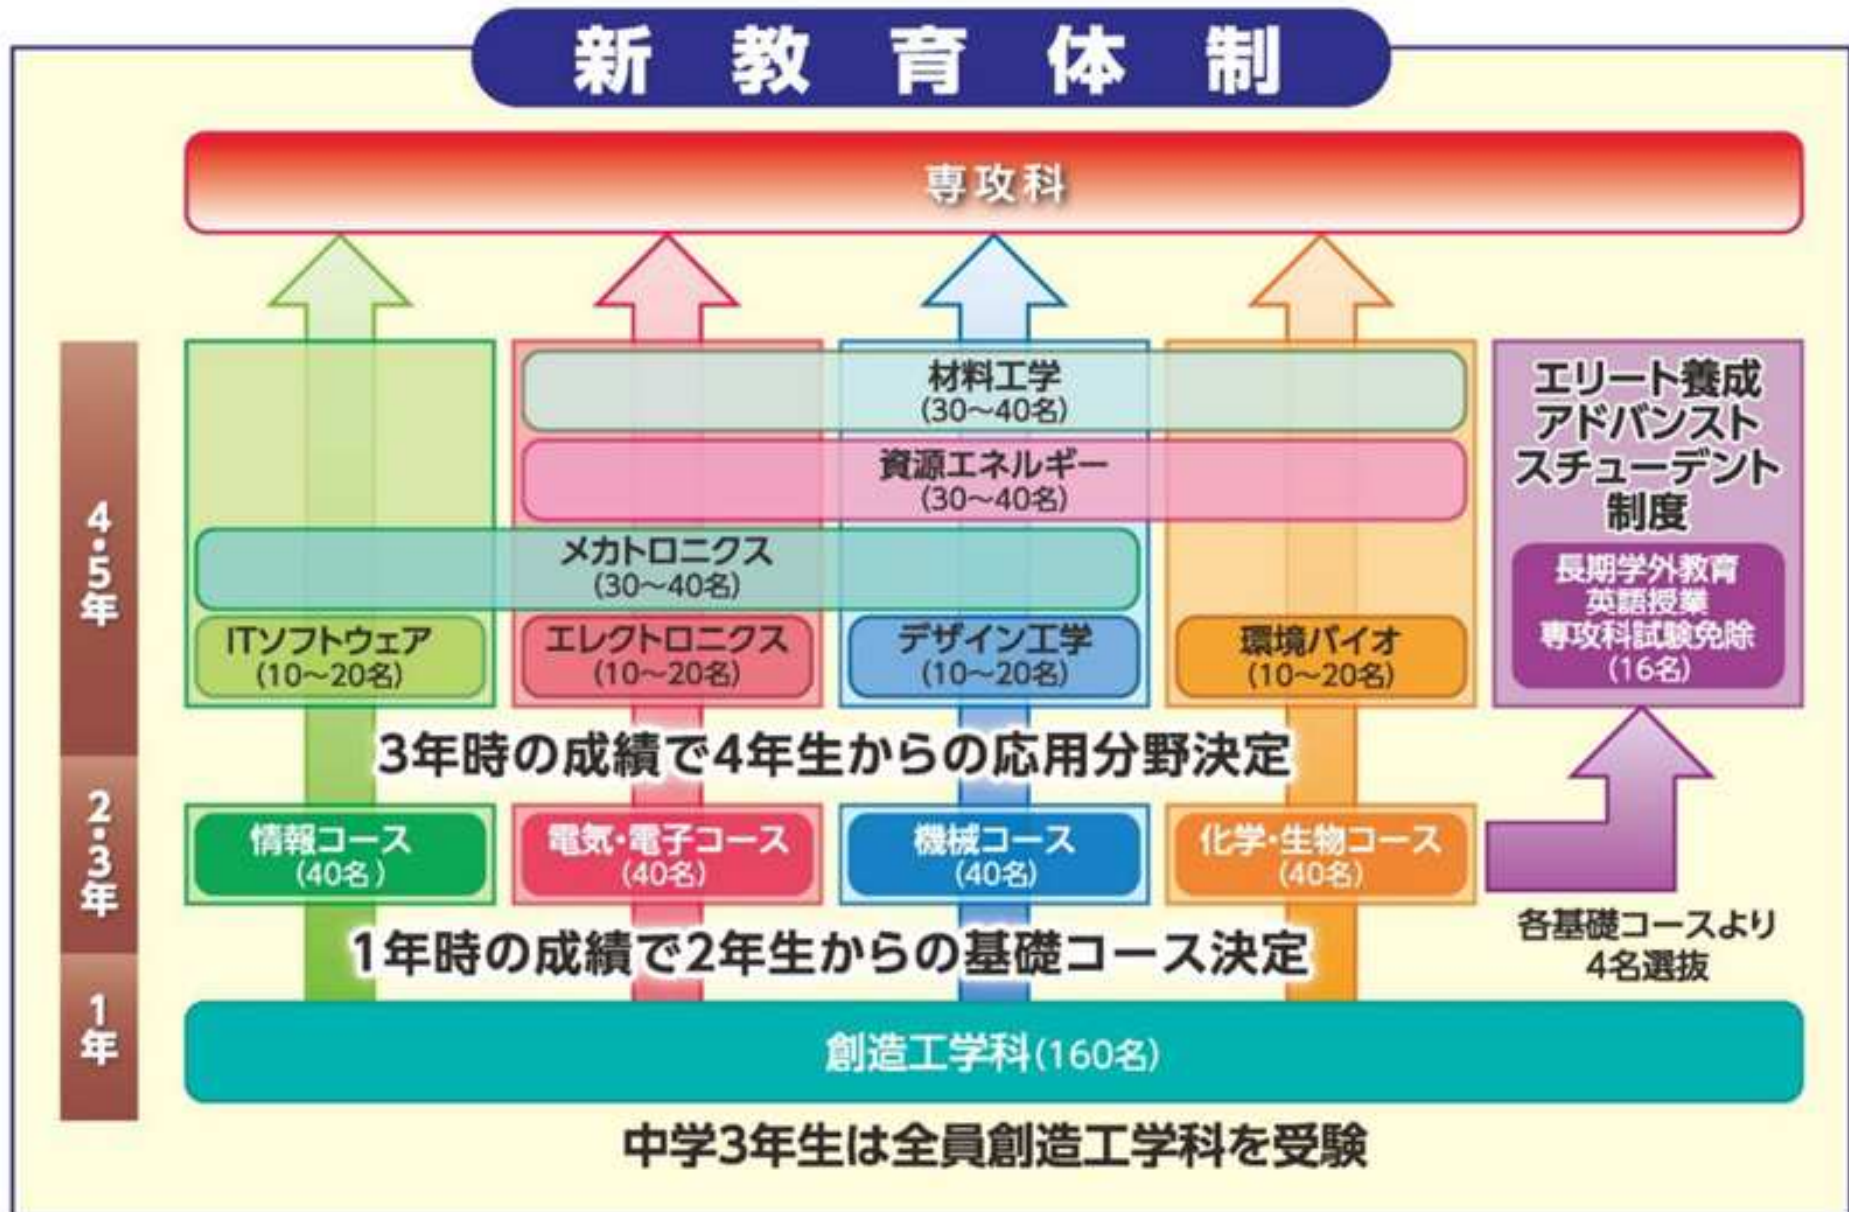 新教育体制
専攻科
材料工学
(30〜40名)
資源エネルギー
(30〜40名)
メカトロニクス
(30〜40名)
ITソフトウェア
(10〜20名)
エレクトロニクス
(10〜20名)
デザイン工学
(10〜20名)
環境バイオ
(10〜20名)
エリート養成
アドバンスト
スチューデント
制度
長期学外教育
英語授業
専攻科試験免除
(16名)
4・5年
3年時の成績で4年生からの応用分野決定
2・3年
情報コース
(40名)
電気・電子コース
(40名)
機械コース
(40名)
化学・生物コース
(40名)
各基礎コースより
4名選抜
1年時の成績で2年生からの基礎コース決定
1年
創造工学科(160名)
中学3年生は全員創造工学科を受験